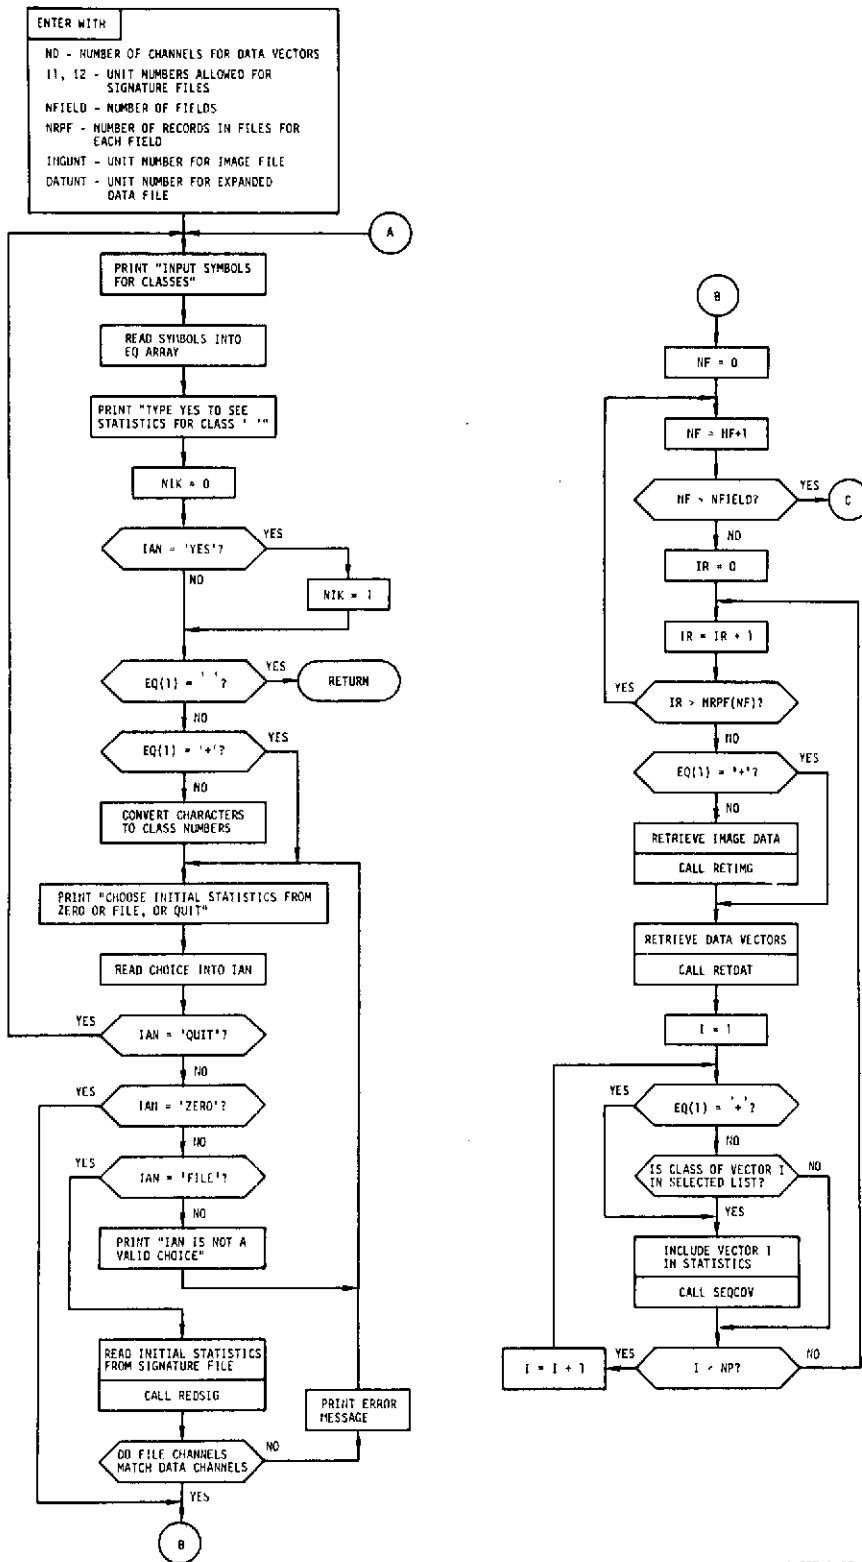 ENTER WITH
ND - NUMBER OF CHANNELS FOR DATA VECTORS
I1, I2 - UNIT NUMBERS ALLOWED FOR
SIGNATURE FILES
NFIELD - NUMBER OF FIELDS
NRPF - NUMBER OF RECORDS IN FILES FOR
EACH FIELD
IMGUNT - UNIT NUMBER FOR IMAGE FILE
DATUNT - UNIT NUMBER FOR EXPANDED
DATA FILE
A
PRINT "INPUT SYMBOLS
FOR CLASSES"
READ SYMBOLS INTO
EQ ARRAY
PRINT "TYPE YES TO SEE
STATISTICS FOR CLASS ' '"
NIK = 0
IAN = 'YES'?
YES
NO
NIK = 1
EQ(1) = ' '?
YES
RETURN
NO
EQ(1) = '+'?
YES
NO
CONVERT CHARACTERS
TO CLASS NUMBERS
PRINT "CHOOSE INITIAL STATISTICS FROM
ZERO OR FILE, OR QUIT"
READ CHOICE INTO IAN
YES
IAN = 'QUIT'?
NO
YES
IAN = 'ZERO'?
NO
YES
IAN = 'FILE'?
NO
PRINT "IAN IS NOT A
VALID CHOICE"
READ INITIAL STATISTICS
FROM SIGNATURE FILE
CALL REDSIG
PRINT ERROR
MESSAGE
DO FILE CHANNELS
MATCH DATA CHANNELS
NO
YES
B
B
NF = 0
NF = NF+1
NF > NFIELD?
YES
C
NO
IR = 0
IR = IR + 1
YES
IR > NRPF(NF)?
NO
EQ(1) = '+'?
YES
NO
RETRIEVE IMAGE DATA
CALL RETIMG
RETRIEVE DATA VECTORS
CALL RETDAT
I = 1
YES
EQ(1) = '+'?
NO
IS CLASS OF VECTOR I
IN SELECTED LIST?
NO
YES
INCLUDE VECTOR I
IN STATISTICS
CALL SEQCOV
I = I + 1
YES
I < NP?
NO